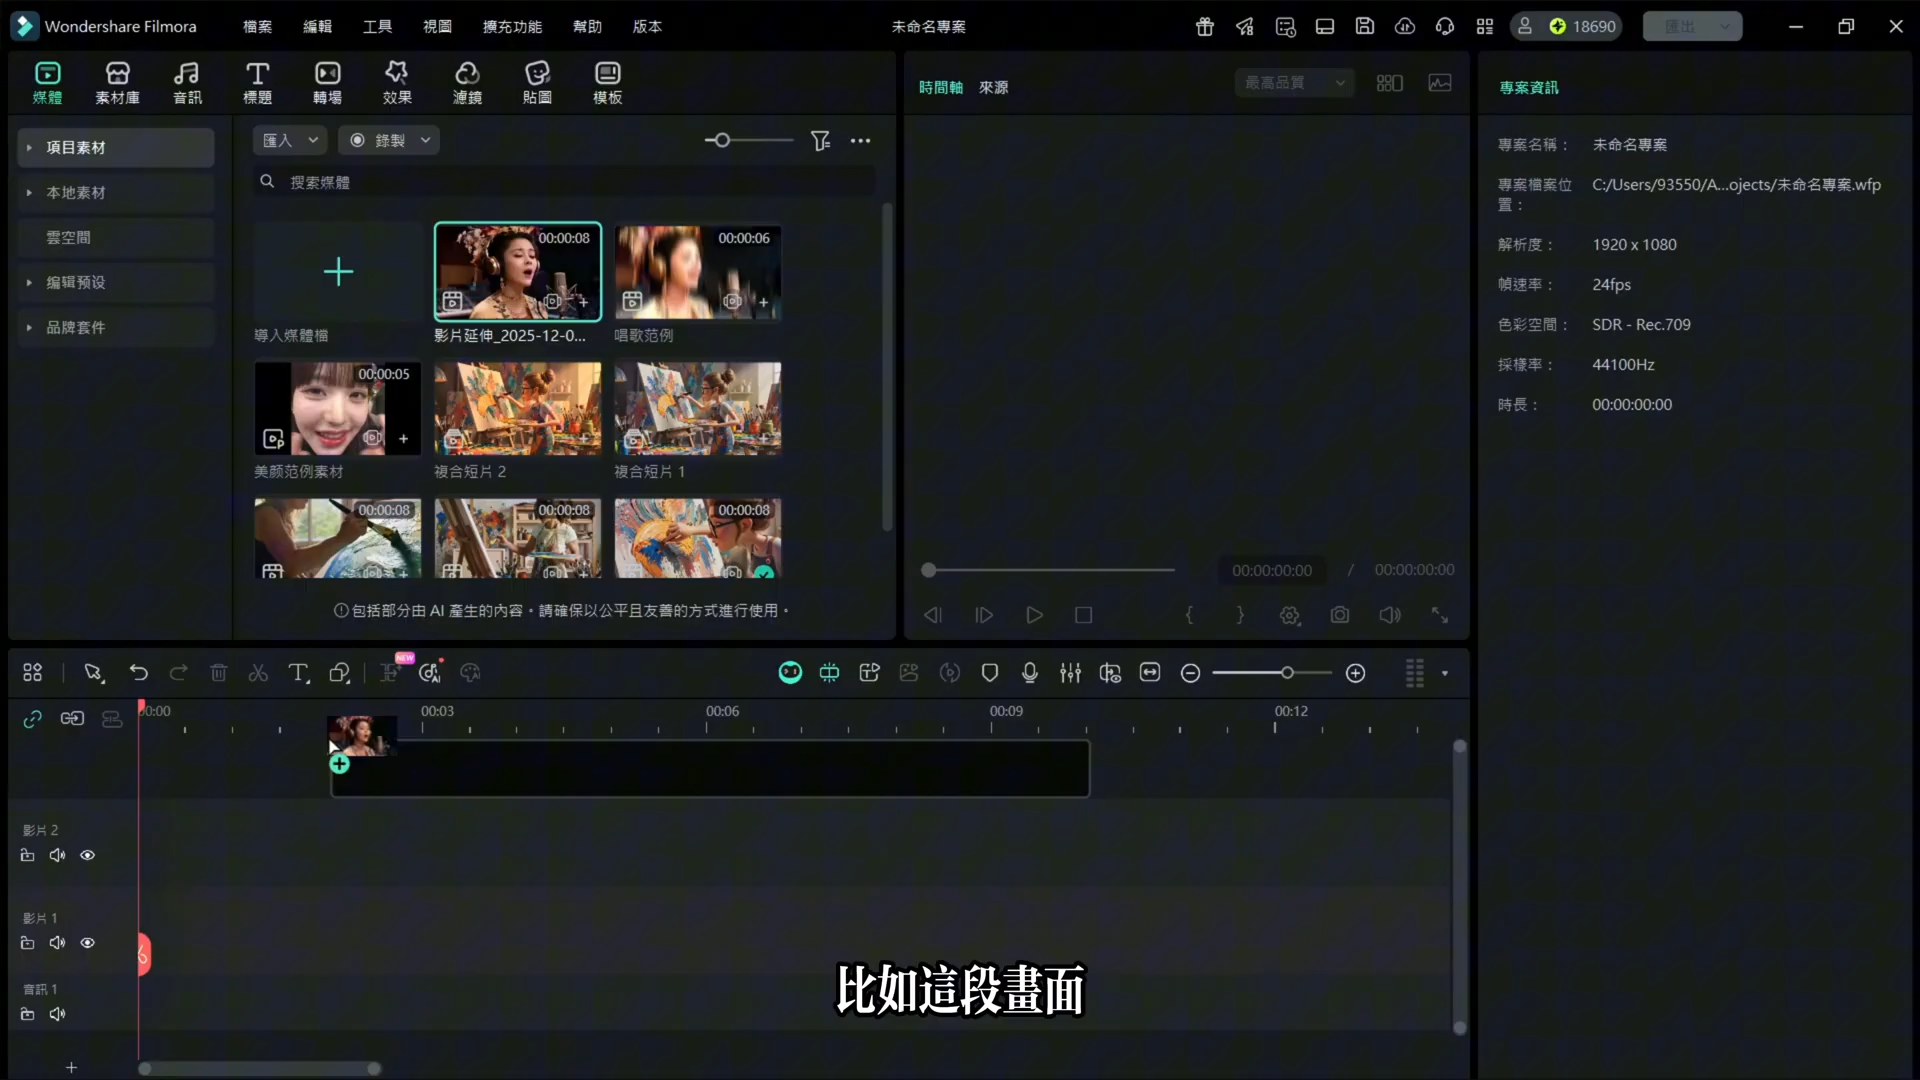 Wondershare Filmora 檔案 編輯 工具 視圖 擴充功能 幫助 版本 未命名專案 18690 匯出
媒體 素材庫 音訊 標題 轉場 效果 濾鏡 貼圖 模板
時間軸 來源 最高品質
專案資訊
項目素材
本地素材
雲空間
编辑预设
品牌套件
匯入 錄製
搜索媒體
00:00:08
00:00:06
導入媒體檔
影片延伸_2025-12-0...
唱歌范例
00:00:05
美颜范例素材
複合短片 2
複合短片 1
00:00:08
00:00:08
00:00:08
包括部分由 AI 產生的內容。請確保以公平且友善的方式進行使用。
00:00:00:00 / 00:00:00:00
{ }
專案名稱： 未命名專案
專案檔案位置： C:/Users/93550/A...ojects/未命名專案.wfp
解析度： 1920 x 1080
幀速率： 24fps
色彩空間： SDR - Rec.709
採樣率： 44100Hz
時長： 00:00:00:00
NEW
00:00 00:03 00:06 00:09 00:12
影片 2
影片 1
音訊 1
比如這段畫面